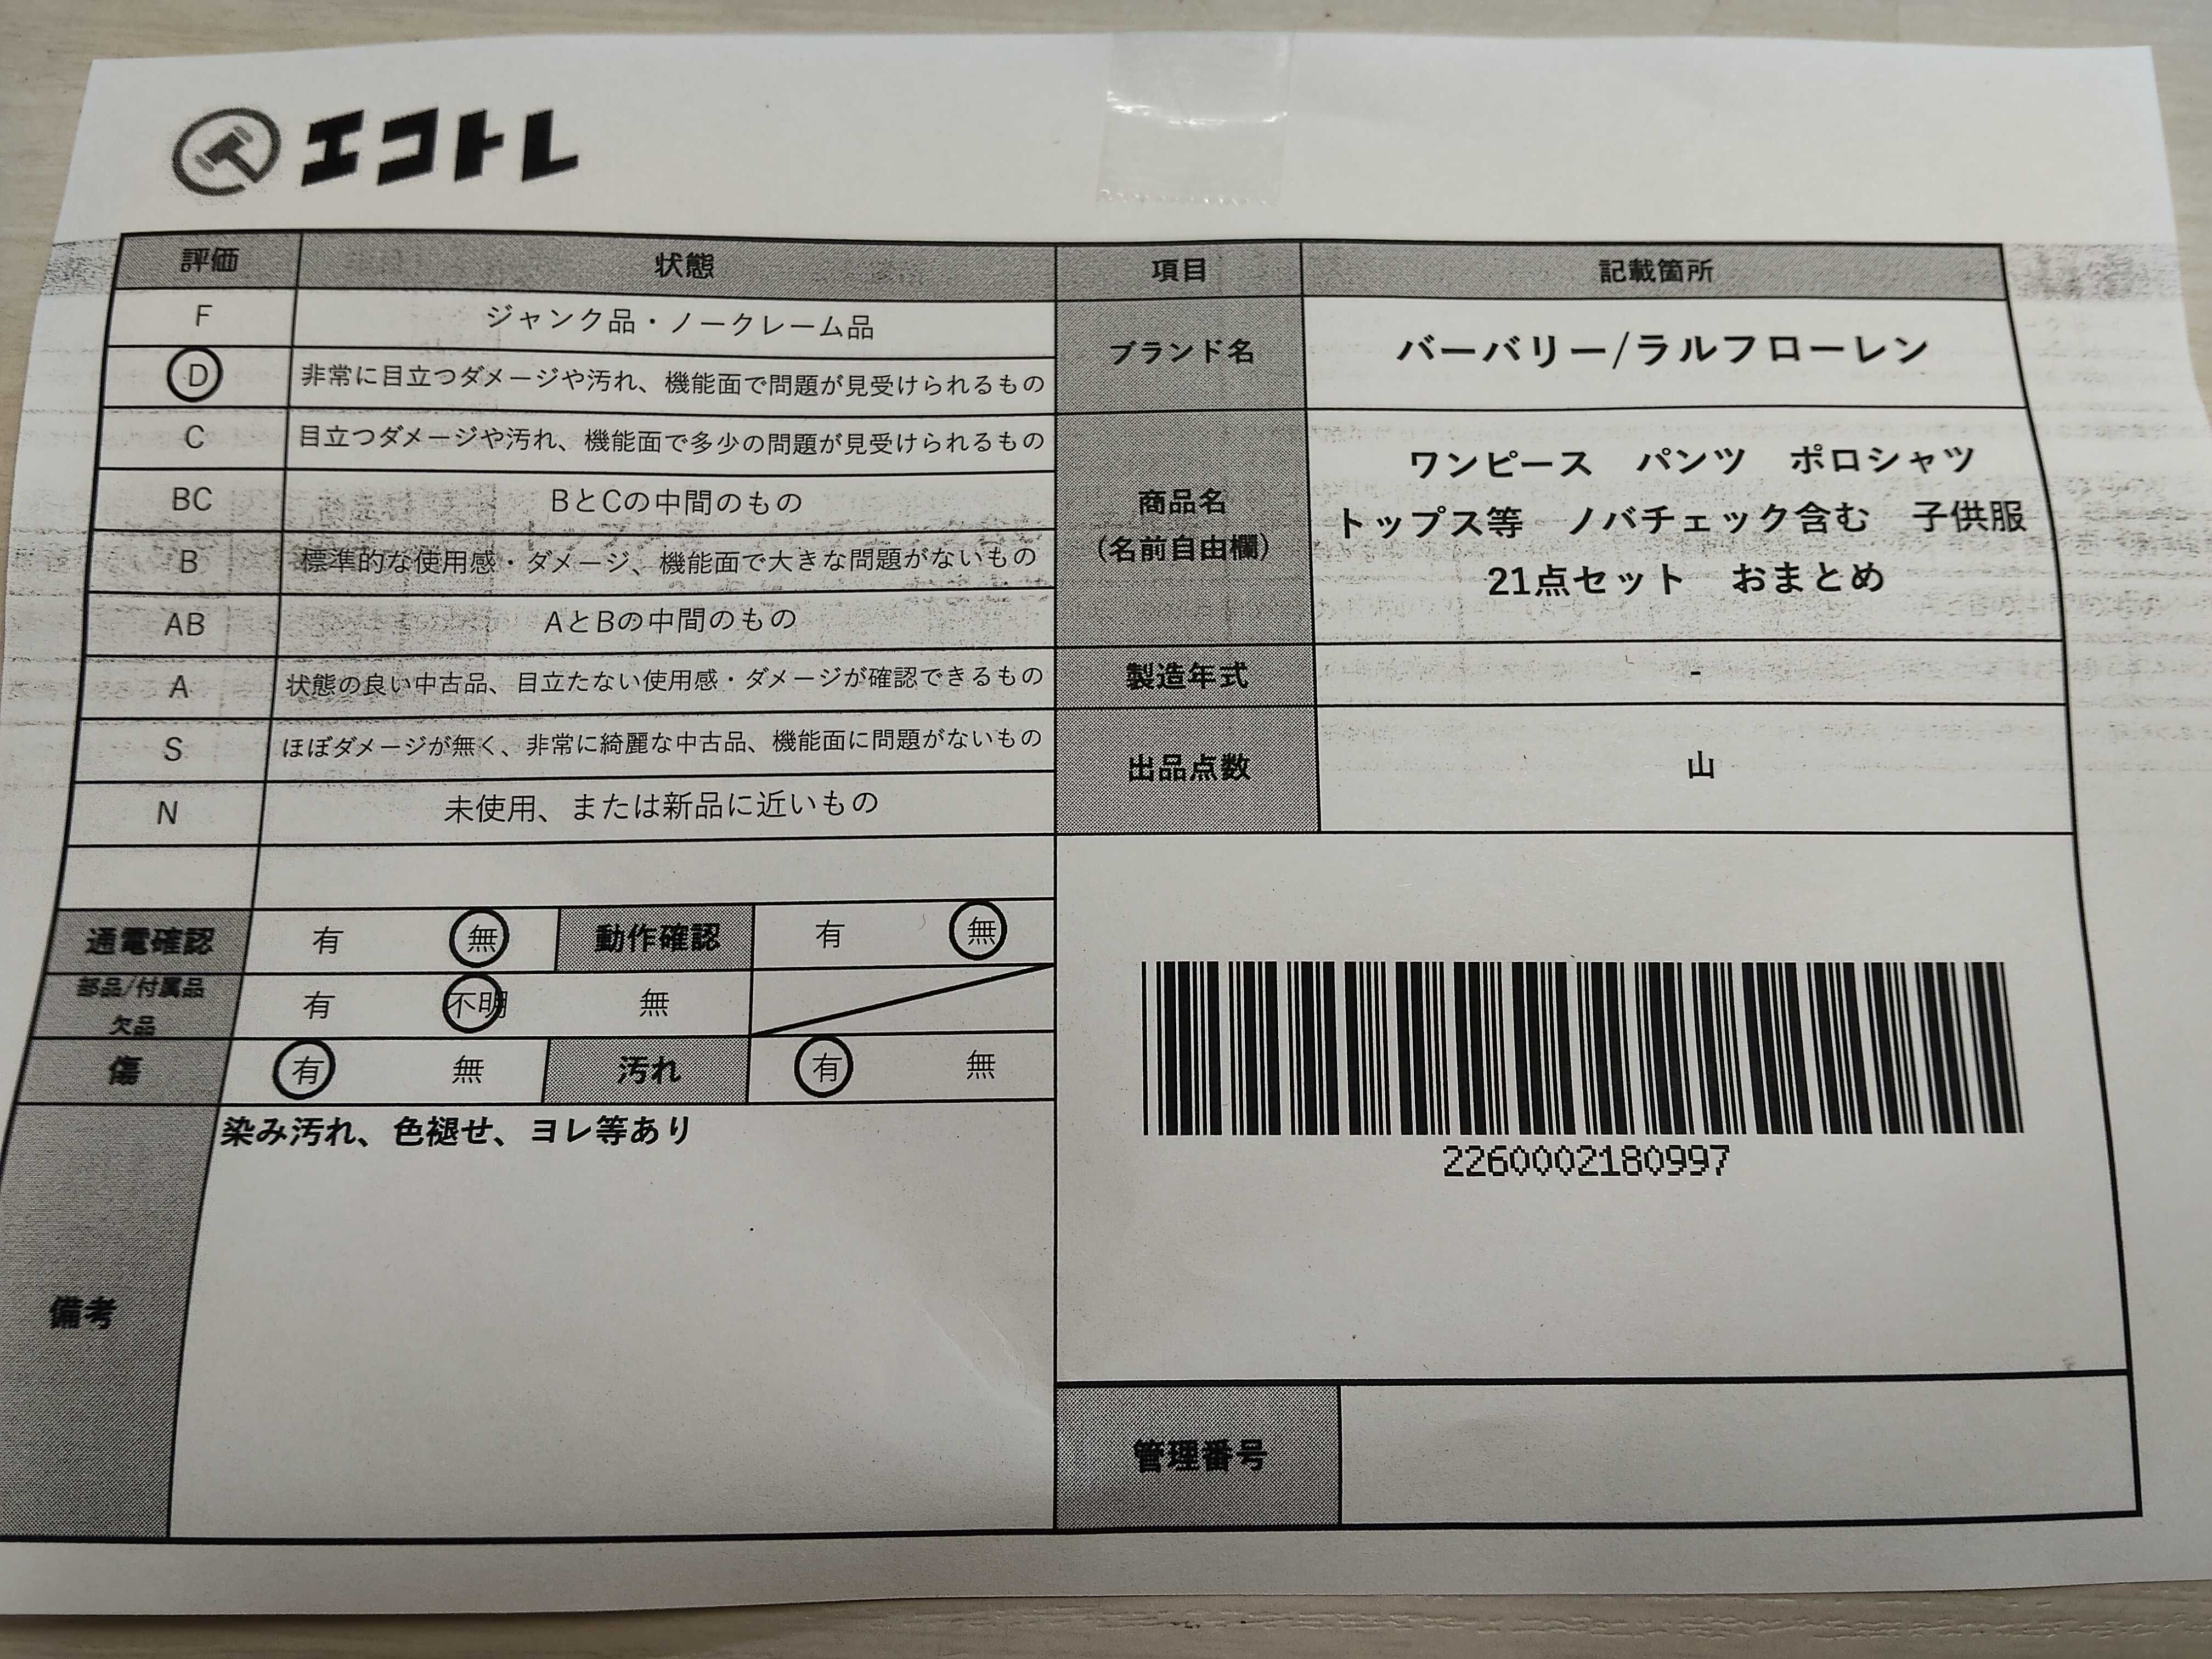 エコトレ
評価 状態 項目 記載箇所
F ジャンク品・ノークレーム品
D 非常に目立つダメージや汚れ、機能面で問題が見受けられるもの
C 目立つダメージや汚れ、機能面で多少の問題が見受けられるもの
BC BとCの中間のもの
B 標準的な使用感・ダメージ、機能面で大きな問題がないもの
AB AとBの中間のもの
A 状態の良い中古品、目立たない使用感・ダメージが確認できるもの
S ほぼダメージが無く、非常に綺麗な中古品、機能面に問題がないもの
N 未使用、または新品に近いもの
ブランド名 バーバリー/ラルフローレン
商品名
(名前自由欄)
ワンピース パンツ ポロシャツ
トップス等 ノバチェック含む 子供服
21点セット おまとめ
製造年式 -
出品点数 山
通電確認 有 無 動作確認 有 無
部品/付属品
欠品
有 不明 無
傷 有 無 汚れ 有 無
備考
染み汚れ、色褪せ、ヨレ等あり
2260002180997
管理番号